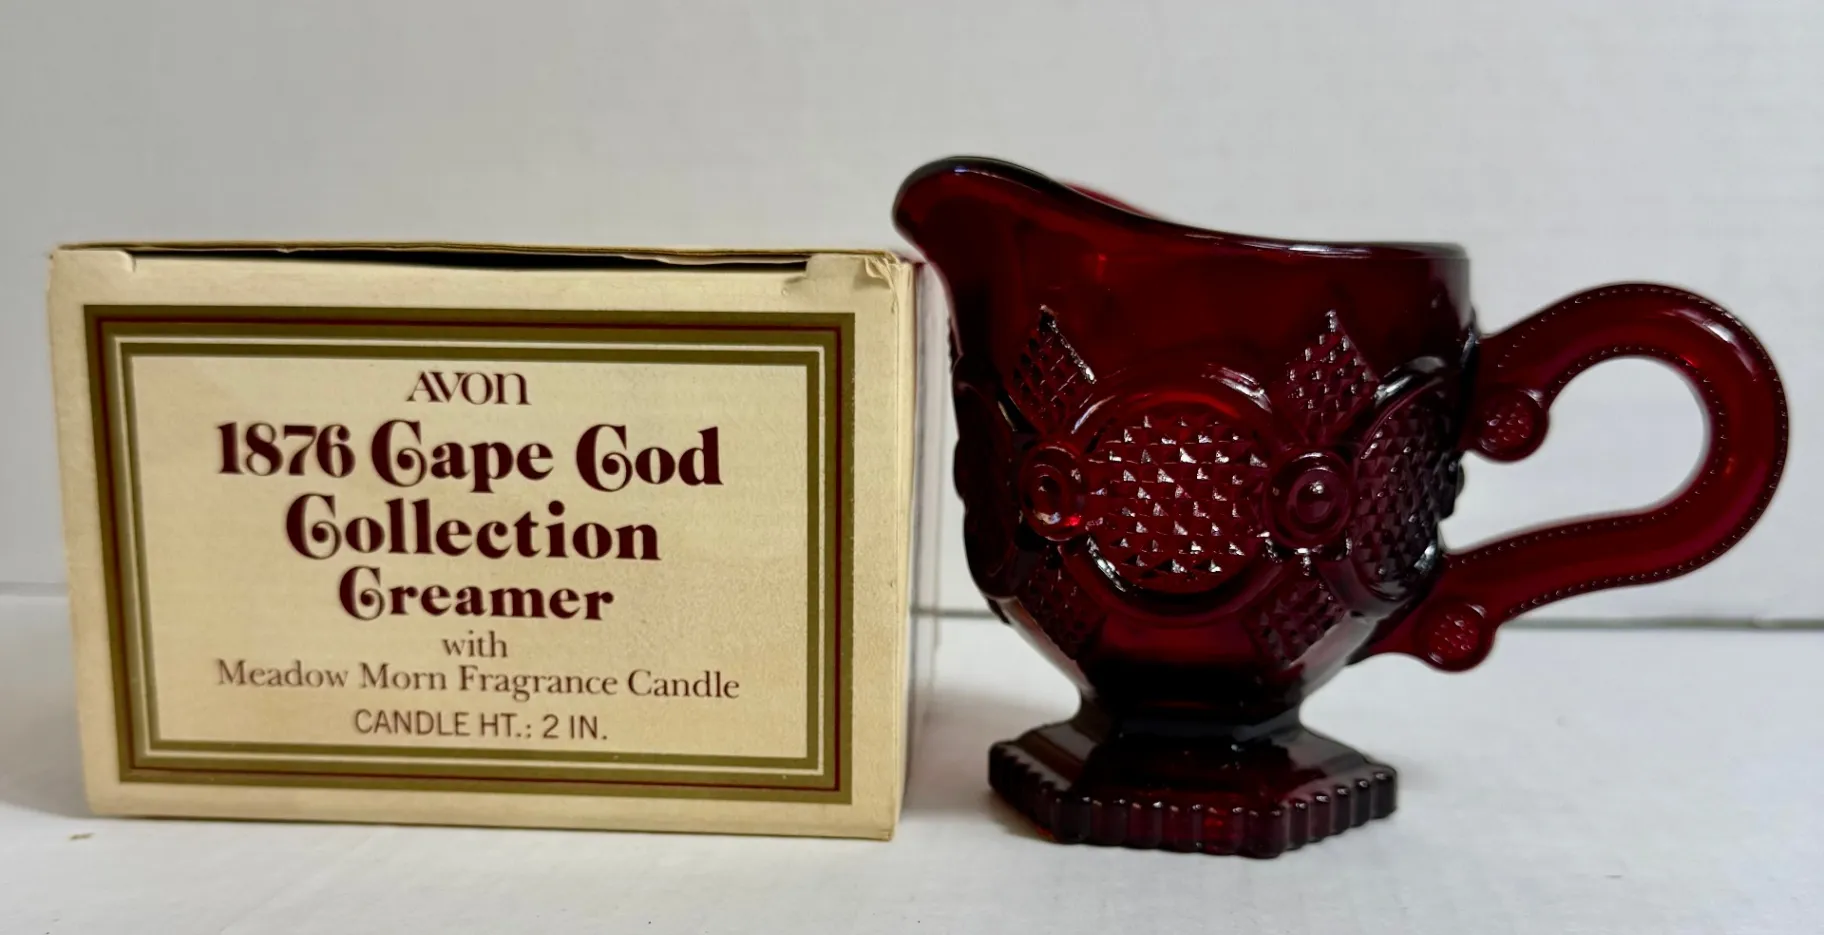 AVON
1876 Cape Cod
Collection
Creamer
with
Meadow Morn Fragrance Candle
CANDLE HT.: 2 IN.